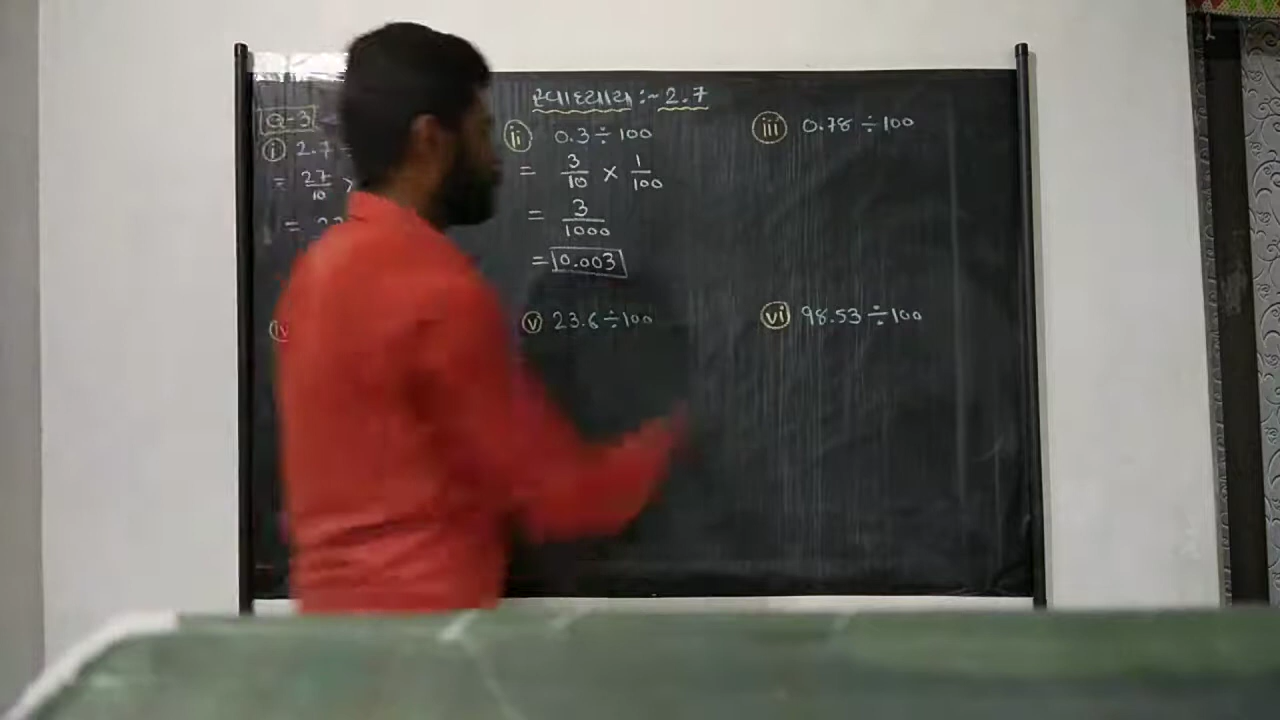 સ્વાધ્યાય :- 2.7
Q-3
(i) 2.7 ÷
= 27/10 ×
=
(ii) 0.3 ÷ 100
= 3/10 × 1/100
= 3/1000
= 0.003
(iii) 0.78 ÷ 100
(iv
(v) 23.6 ÷ 100
(vi) 98.53 ÷ 100